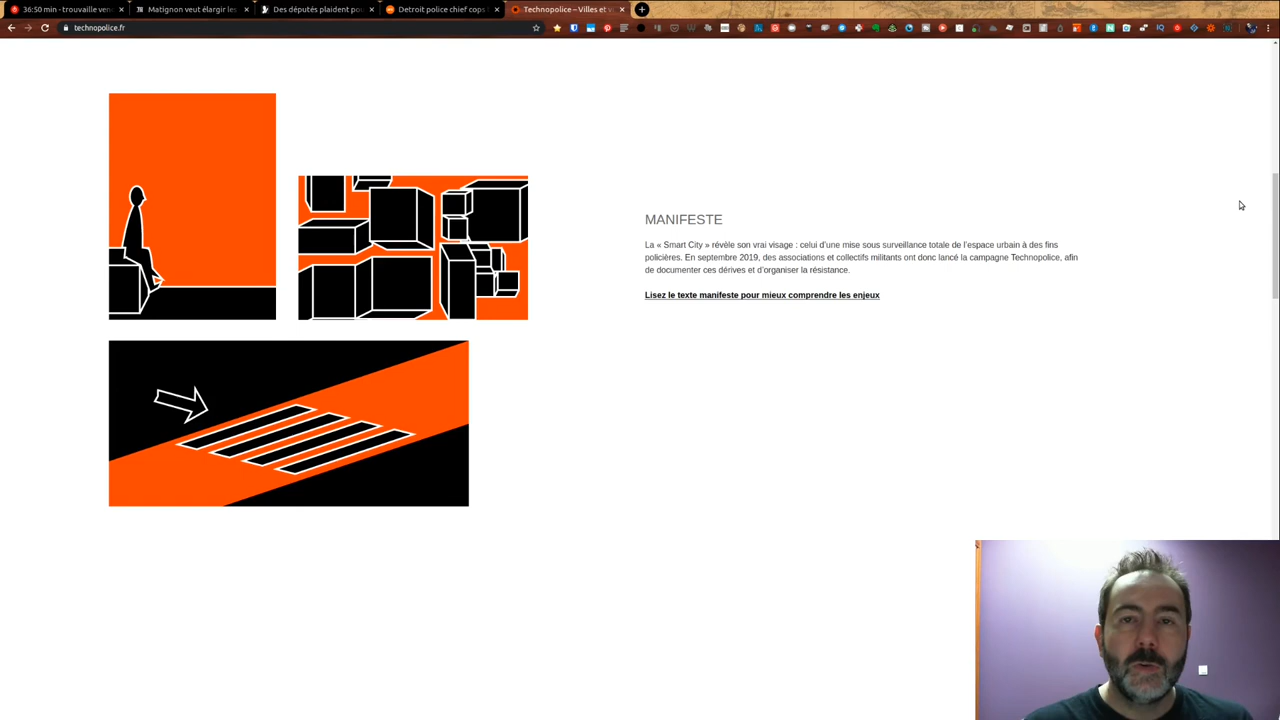 36:50 min - trouvaille ven
Matignon veut élargir les
Des députés plaident pou
Detroit police chief cops
Technopolice – Villes et v
technopolice.fr
MANIFESTE
La « Smart City » révèle son vrai visage : celui d'une mise sous surveillance totale de l'espace urbain à des fins
policières. En septembre 2019, des associations et collectifs militants ont donc lancé la campagne Technopolice, afin
de documenter ces dérives et d'organiser la résistance.
Lisez le texte manifeste pour mieux comprendre les enjeux